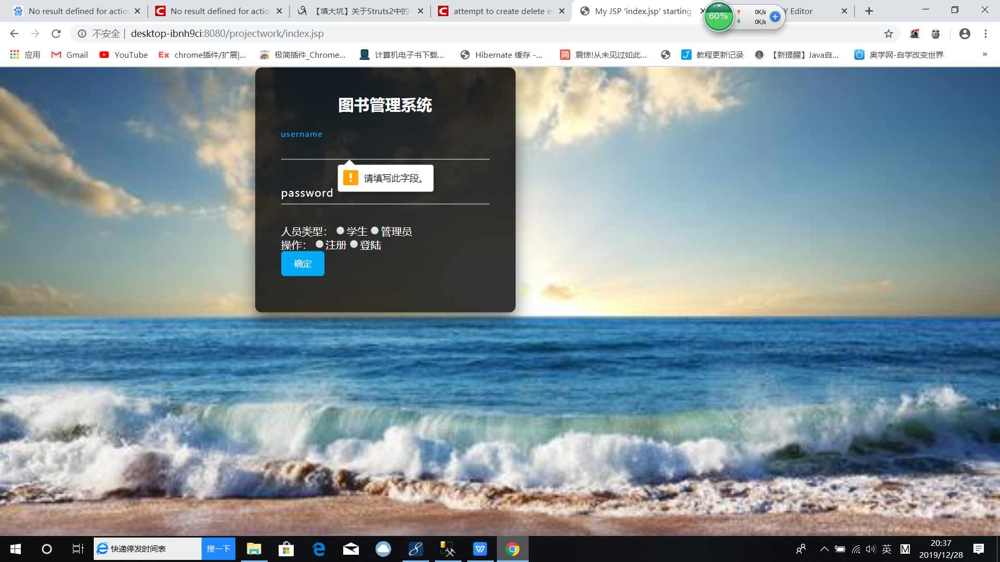 No result defined for actio
No result defined for actio
【填大坑】关于Struts2中的
attempt to create delete e
My JSP 'index.jsp' starting
Y Editor
60%
0K/s
0K/s
不安全
desktop-ibnh9ci:8080/projectwork/index.jsp
应用
Gmail
YouTube
Ex chrome插件/扩展|...
极简插件_Chrome...
计算机电子书下载...
Hibernate 缓存 -...
简 震惊!从未见过如此...
教程更新记录
【新提醒】Java自...
奥学网-自学改变世界
»
图书管理系统
username
请填写此字段。
password
人员类型： 学生 管理员
操作： 注册 登陆
确定
快递停发时间表
搜一下
英
M
20:37
2019/12/28